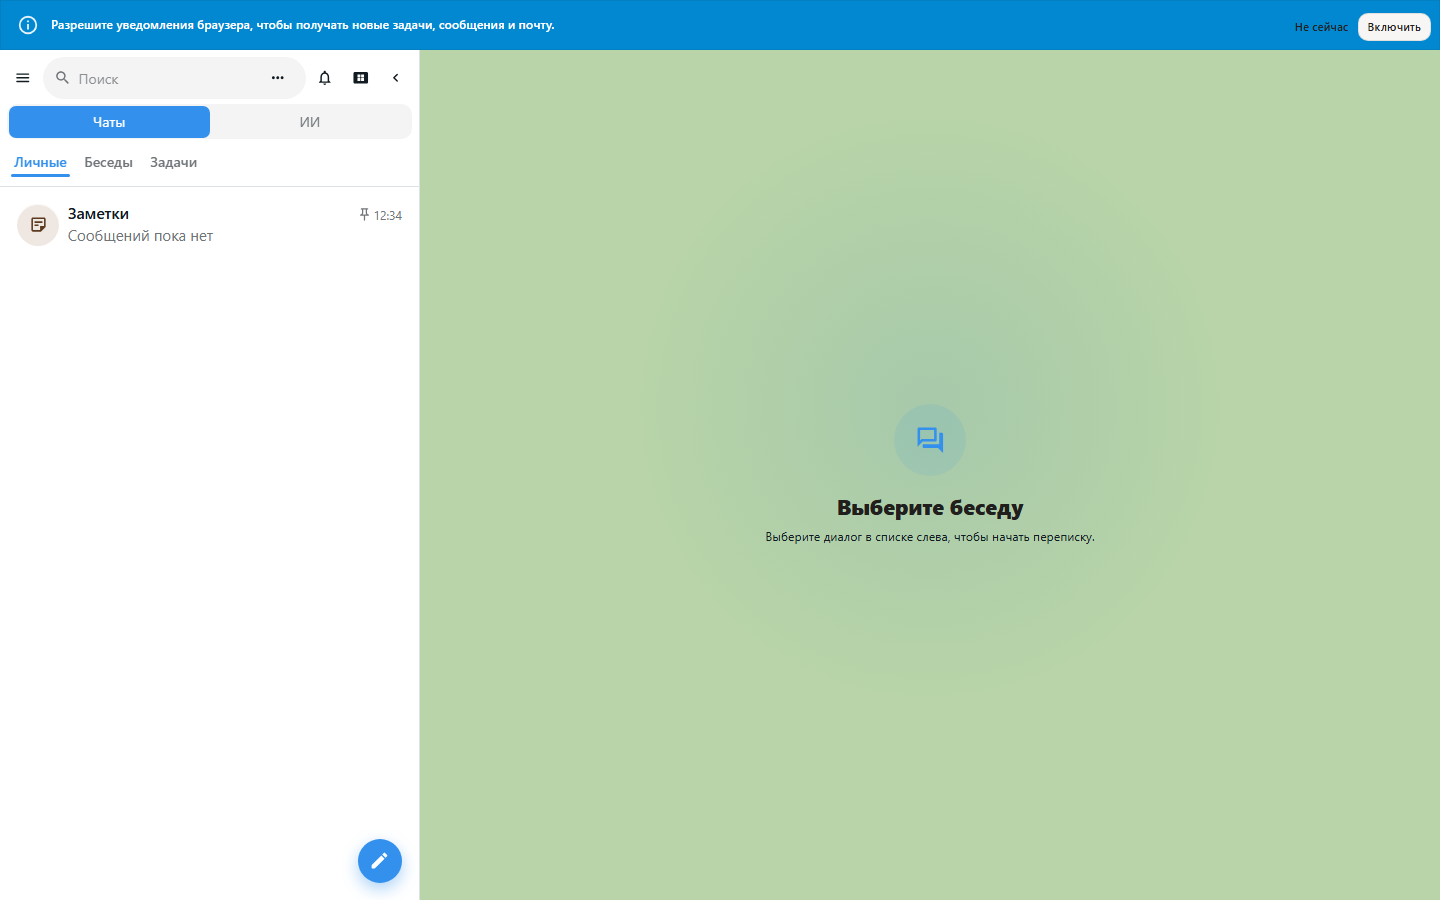 Разрешите уведомления браузера, чтобы получать новые задачи, сообщения и почту.
Не сейчас
Включить
Поиск
Чаты
ИИ
Личные
Беседы
Задачи
Заметки
12:34
Сообщений пока нет
Выберите беседу
Выберите диалог в списке слева, чтобы начать переписку.